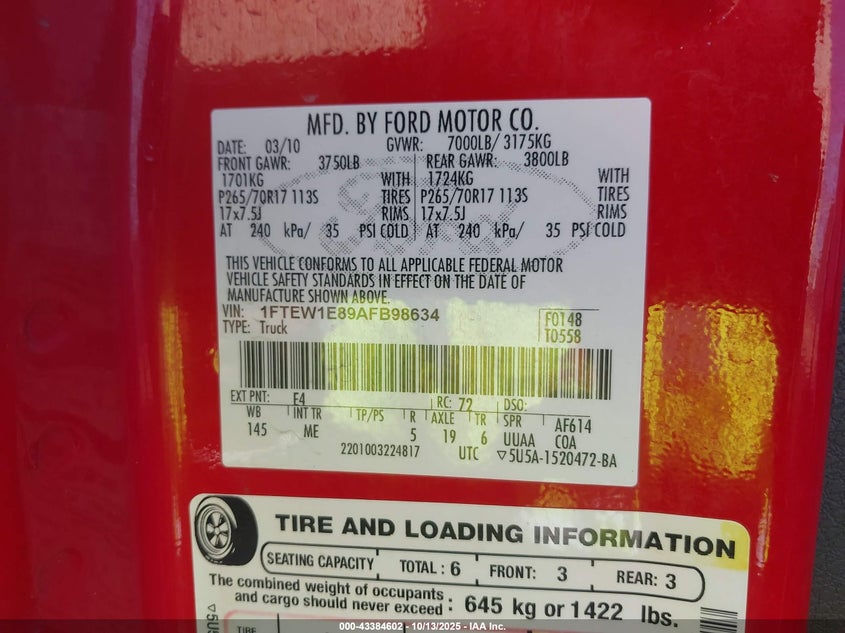 MFD. BY FORD MOTOR CO.
DATE: 03/10 GVWR: 7000LB/ 3175KG
FRONT GAWR: 3750LB REAR GAWR: 3800LB
1701KG WITH 1724KG WITH
P265/70R17 113S TIRES P265/70R17 113S TIRES
17x7.5J RIMS 17x7.5J RIMS
AT 240 kPa/ 35 PSI COLD AT 240 kPa/ 35 PSI COLD
THIS VEHICLE CONFORMS TO ALL APPLICABLE FEDERAL MOTOR
VEHICLE SAFETY STANDARDS IN EFFECT ON THE DATE OF
MANUFACTURE SHOWN ABOVE.
VIN: 1FTEW1E89AFB98634 F0148
TYPE: Truck T0558
EXT PNT: E4 RC: 72 DSO:
WB INT TR TP/PS R AXLE TR SPR AF614
145 ME 5 19 6 UUAA COA
2201003224817 UTC ▽5U5A-1520472-BA
TIRE AND LOADING INFORMATION
SEATING CAPACITY TOTAL: 6 FRONT: 3 REAR: 3
The combined weight of occupants
and cargo should never exceed: 645 kg or 1422 lbs.
TIRE
000-43384602 - 10/13/2025 - IAA Inc.